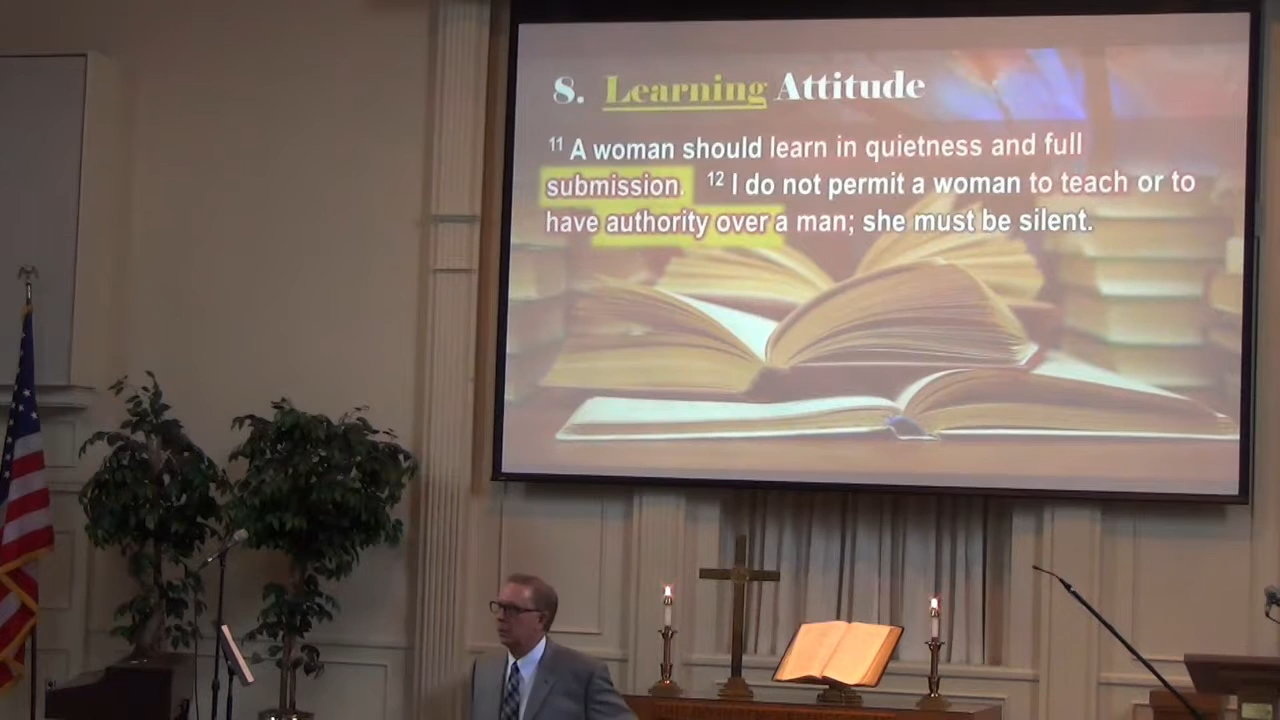 8. Learning Attitude
11 A woman should learn in quietness and full
submission. 12 I do not permit a woman to teach or to
have authority over a man; she must be silent.